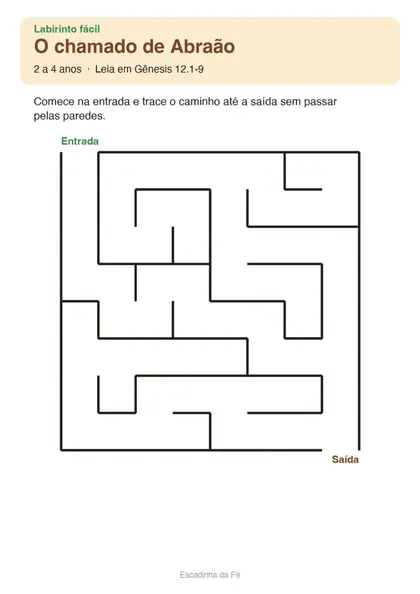 Labirinto fácil
O chamado de Abraão
2 a 4 anos · Leia em Gênesis 12.1-9
Comece na entrada e trace o caminho até a saída sem passar
pelas paredes.
Entrada
Saída
Escadinha da Fé